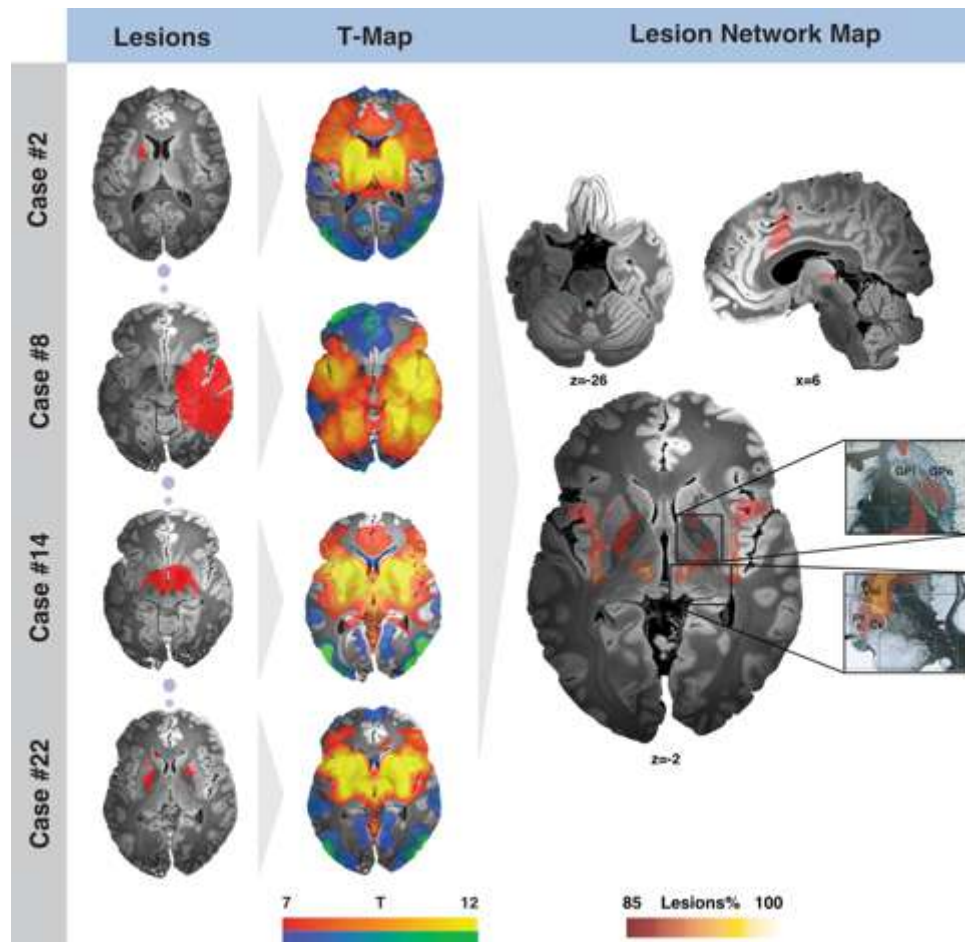 Lesions
T-Map
Lesion Network Map
Case #2
Case #8
Case #14
Case #22
z=-26
x=6
GPi GPe
z=-2
7 T 12
85 Lesions% 100